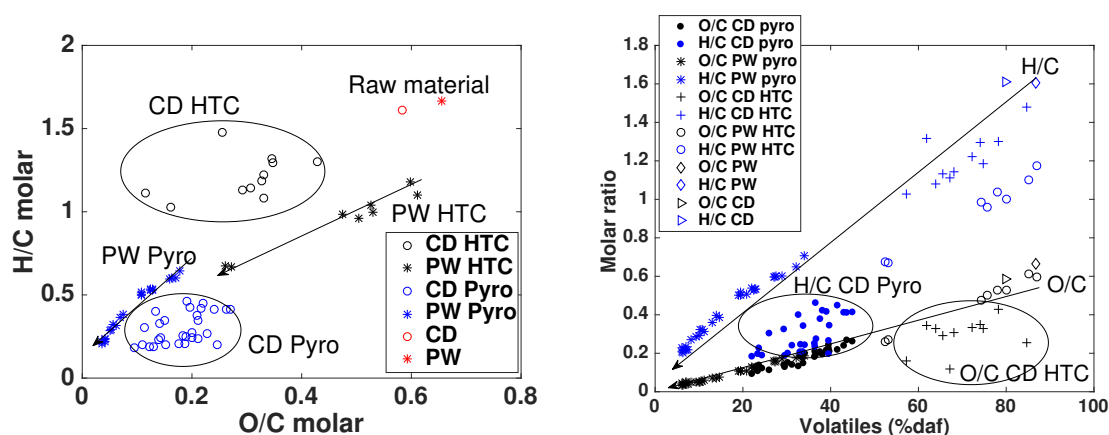 2
1.5
1
0.5
0
0
0.2
0.4
0.6
0.8
H/C molar
O/C molar
Raw material
CD HTC
PW HTC
PW Pyro
CD Pyro
CD HTC
PW HTC
CD Pyro
PW Pyro
CD
PW
O/C CD pyro
H/C CD pyro
O/C PW pyro
H/C PW pyro
O/C CD HTC
H/C CD HTC
O/C PW HTC
H/C PW HTC
O/C PW
H/C PW
O/C CD
H/C CD
1.8
1.6
1.4
1.2
1
0.8
0.6
0.4
0.2
0
0
20
40
60
80
100
Molar ratio
Volatiles (%daf)
H/C
H/C CD Pyro
O/C
O/C CD HTC